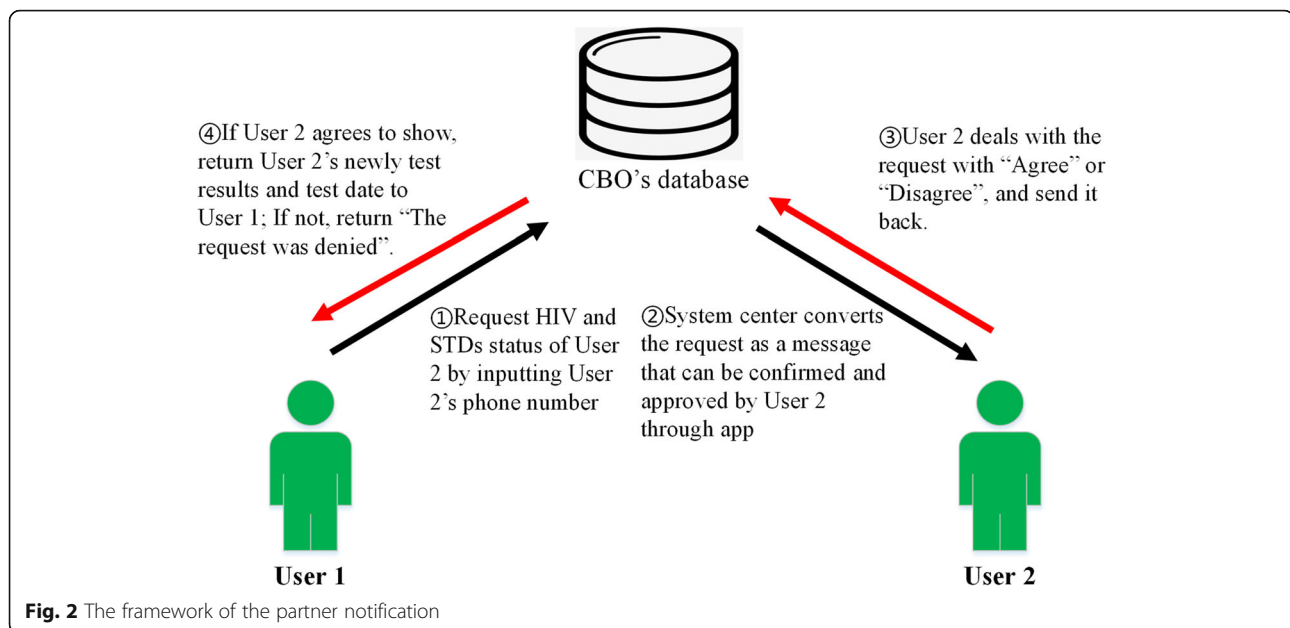 ④If User 2 agrees to show,
return User 2’s newly test
results and test date to
User 1; If not, return “The
request was denied”.
CBO’s database
③User 2 deals with the
request with “Agree” or
“Disagree”, and send it
back.
①Request HIV and
STDs status of User
2 by inputting User
2’s phone number
②System center converts
the request as a message
that can be confirmed and
approved by User 2
through app
User 1
User 2
Fig. 2 The framework of the partner notification